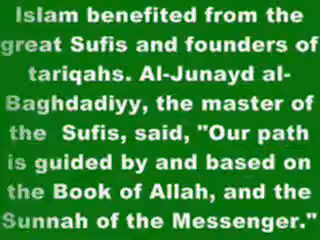 Islam benefited from the
great Sufis and founders of
tariqahs. Al-Junayd al-
Baghdadiyy, the master of
the  Sufis, said, "Our path
is guided by and based on
the Book of Allah, and the
Sunnah of the Messenger."